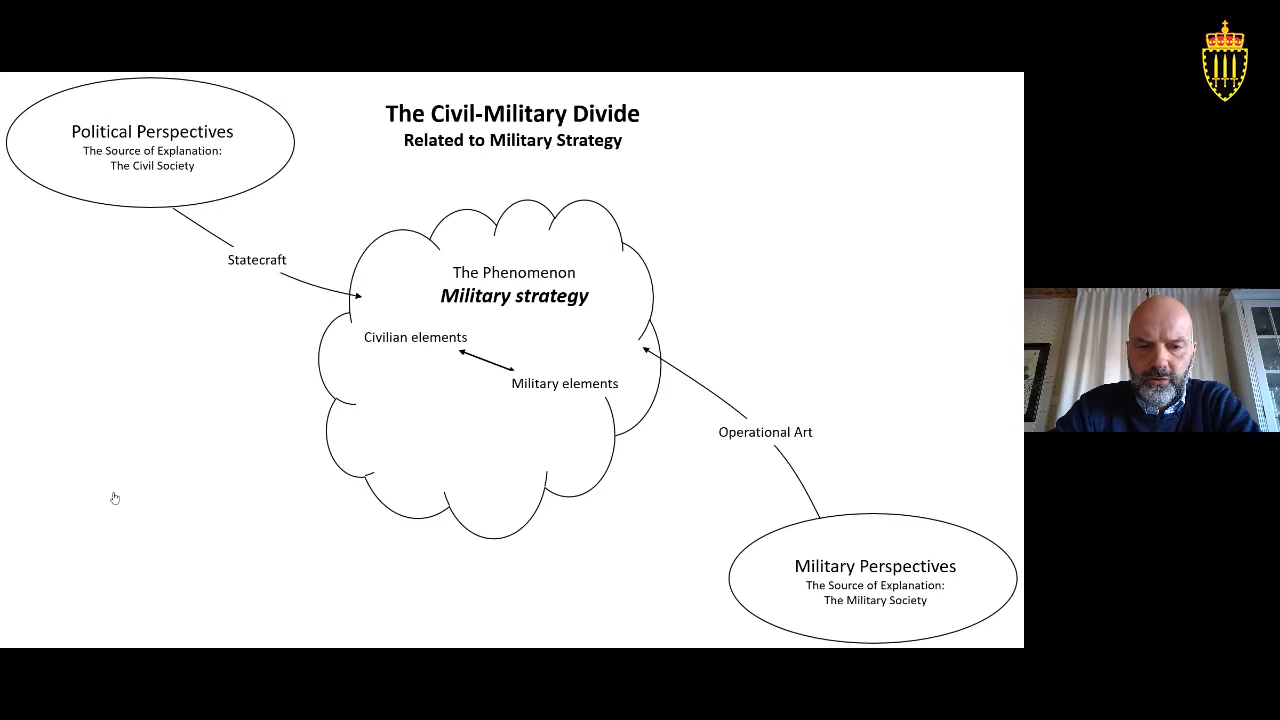 The Civil-Military Divide
Related to Military Strategy
Political Perspectives
The Source of Explanation:
The Civil Society
Statecraft
The Phenomenon
Military strategy
Civilian elements
Military elements
Operational Art
Military Perspectives
The Source of Explanation:
The Military Society